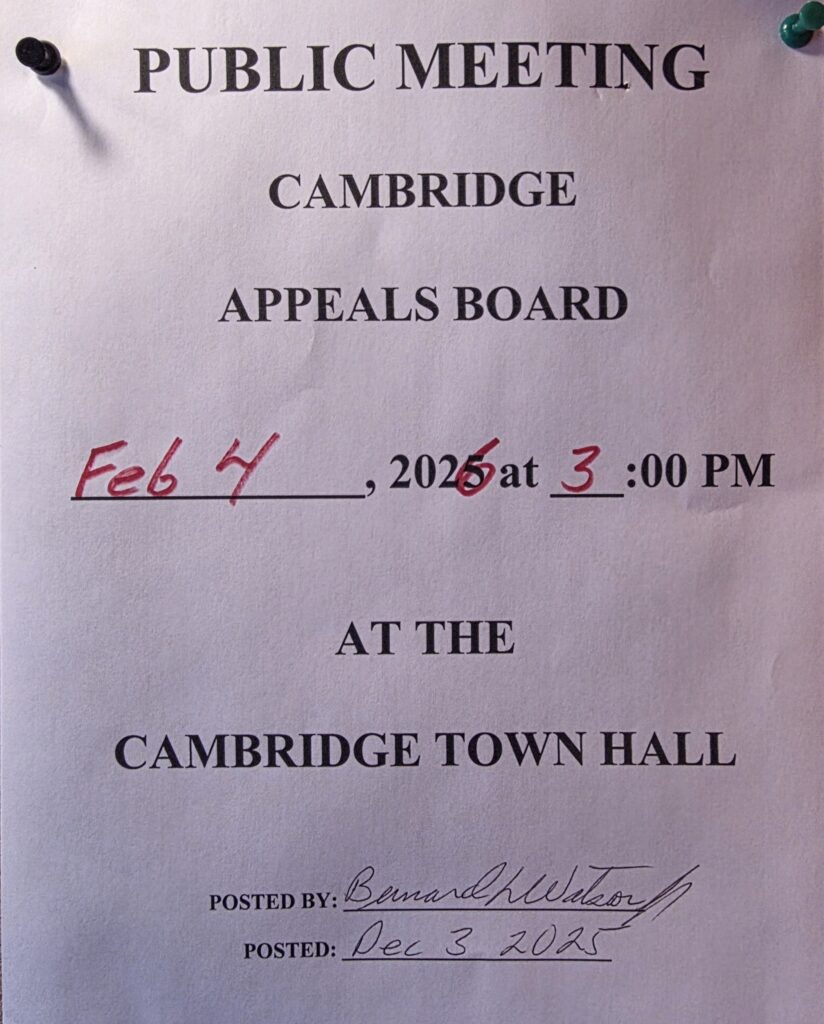 PUBLIC MEETING
CAMBRIDGE
APPEALS BOARD
Feb 4, 2026 at 3:00 PM
AT THE
CAMBRIDGE TOWN HALL
POSTED BY: Bernard L Watson Jr
POSTED: Dec 3 2025